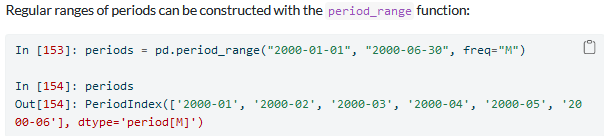 Regular ranges of periods can be constructed with the period_range function:
In [153]: periods = pd.period_range("2000-01-01", "2000-06-30", freq="M")
In [154]: periods
Out[154]: PeriodIndex(['2000-01', '2000-02', '2000-03', '2000-04', '2000-05', '20
00-06'], dtype='period[M]')